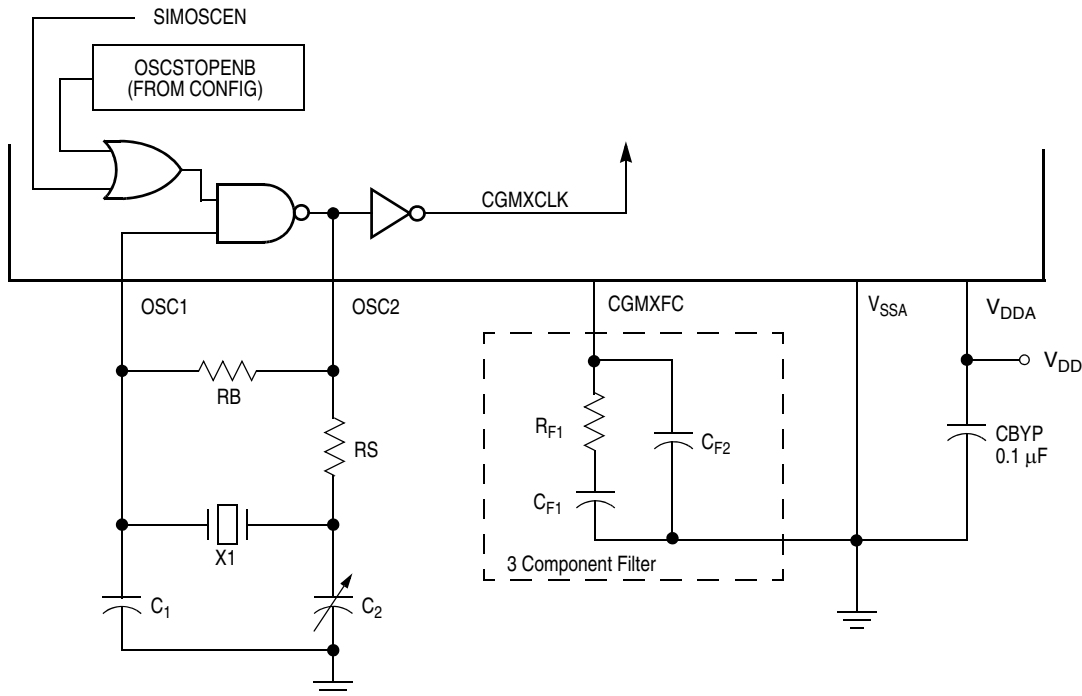 SIMOSCEN
OSCSTOPENB
(FROM CONFIG)
CGMXCLK
OSC1
OSC2
CGMXFC
VSSA
VDDA
VDD
RB
RS
RF1
CF2
CBYP
0.1 μF
CF1
X1
3 Component Filter
C1
C2